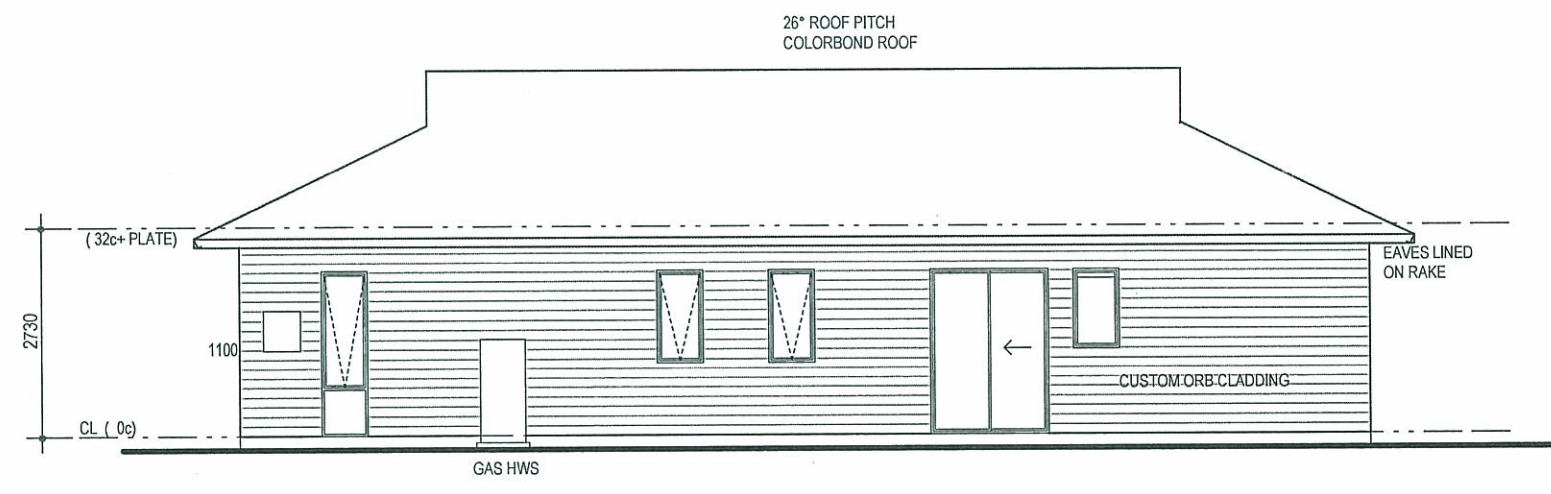 26° ROOF PITCH
COLORBOND ROOF
( 32c+ PLATE)
EAVES LINED
ON RAKE
2730
1100
CUSTOM ORB CLADDING
CL ( 0c)
GAS HWS